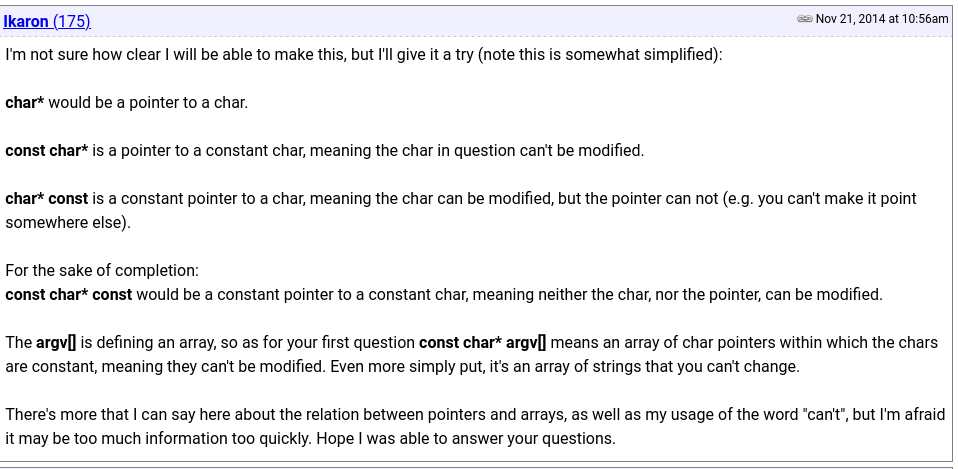 Ikaron (175)
Nov 21, 2014 at 10:56am
I'm not sure how clear I will be able to make this, but I'll give it a try (note this is somewhat simplified):
char* would be a pointer to a char.
const char* is a pointer to a constant char, meaning the char in question can't be modified.
char* const is a constant pointer to a char, meaning the char can be modified, but the pointer can not (e.g. you can't make it point
somewhere else).
For the sake of completion:
const char* const would be a constant pointer to a constant char, meaning neither the char, nor the pointer, can be modified.
The argv[] is defining an array, so as for your first question const char* argv[] means an array of char pointers within which the chars
are constant, meaning they can't be modified. Even more simply put, it's an array of strings that you can't change.
There's more that I can say here about the relation between pointers and arrays, as well as my usage of the word "can't", but I'm afraid
it may be too much information too quickly. Hope I was able to answer your questions.